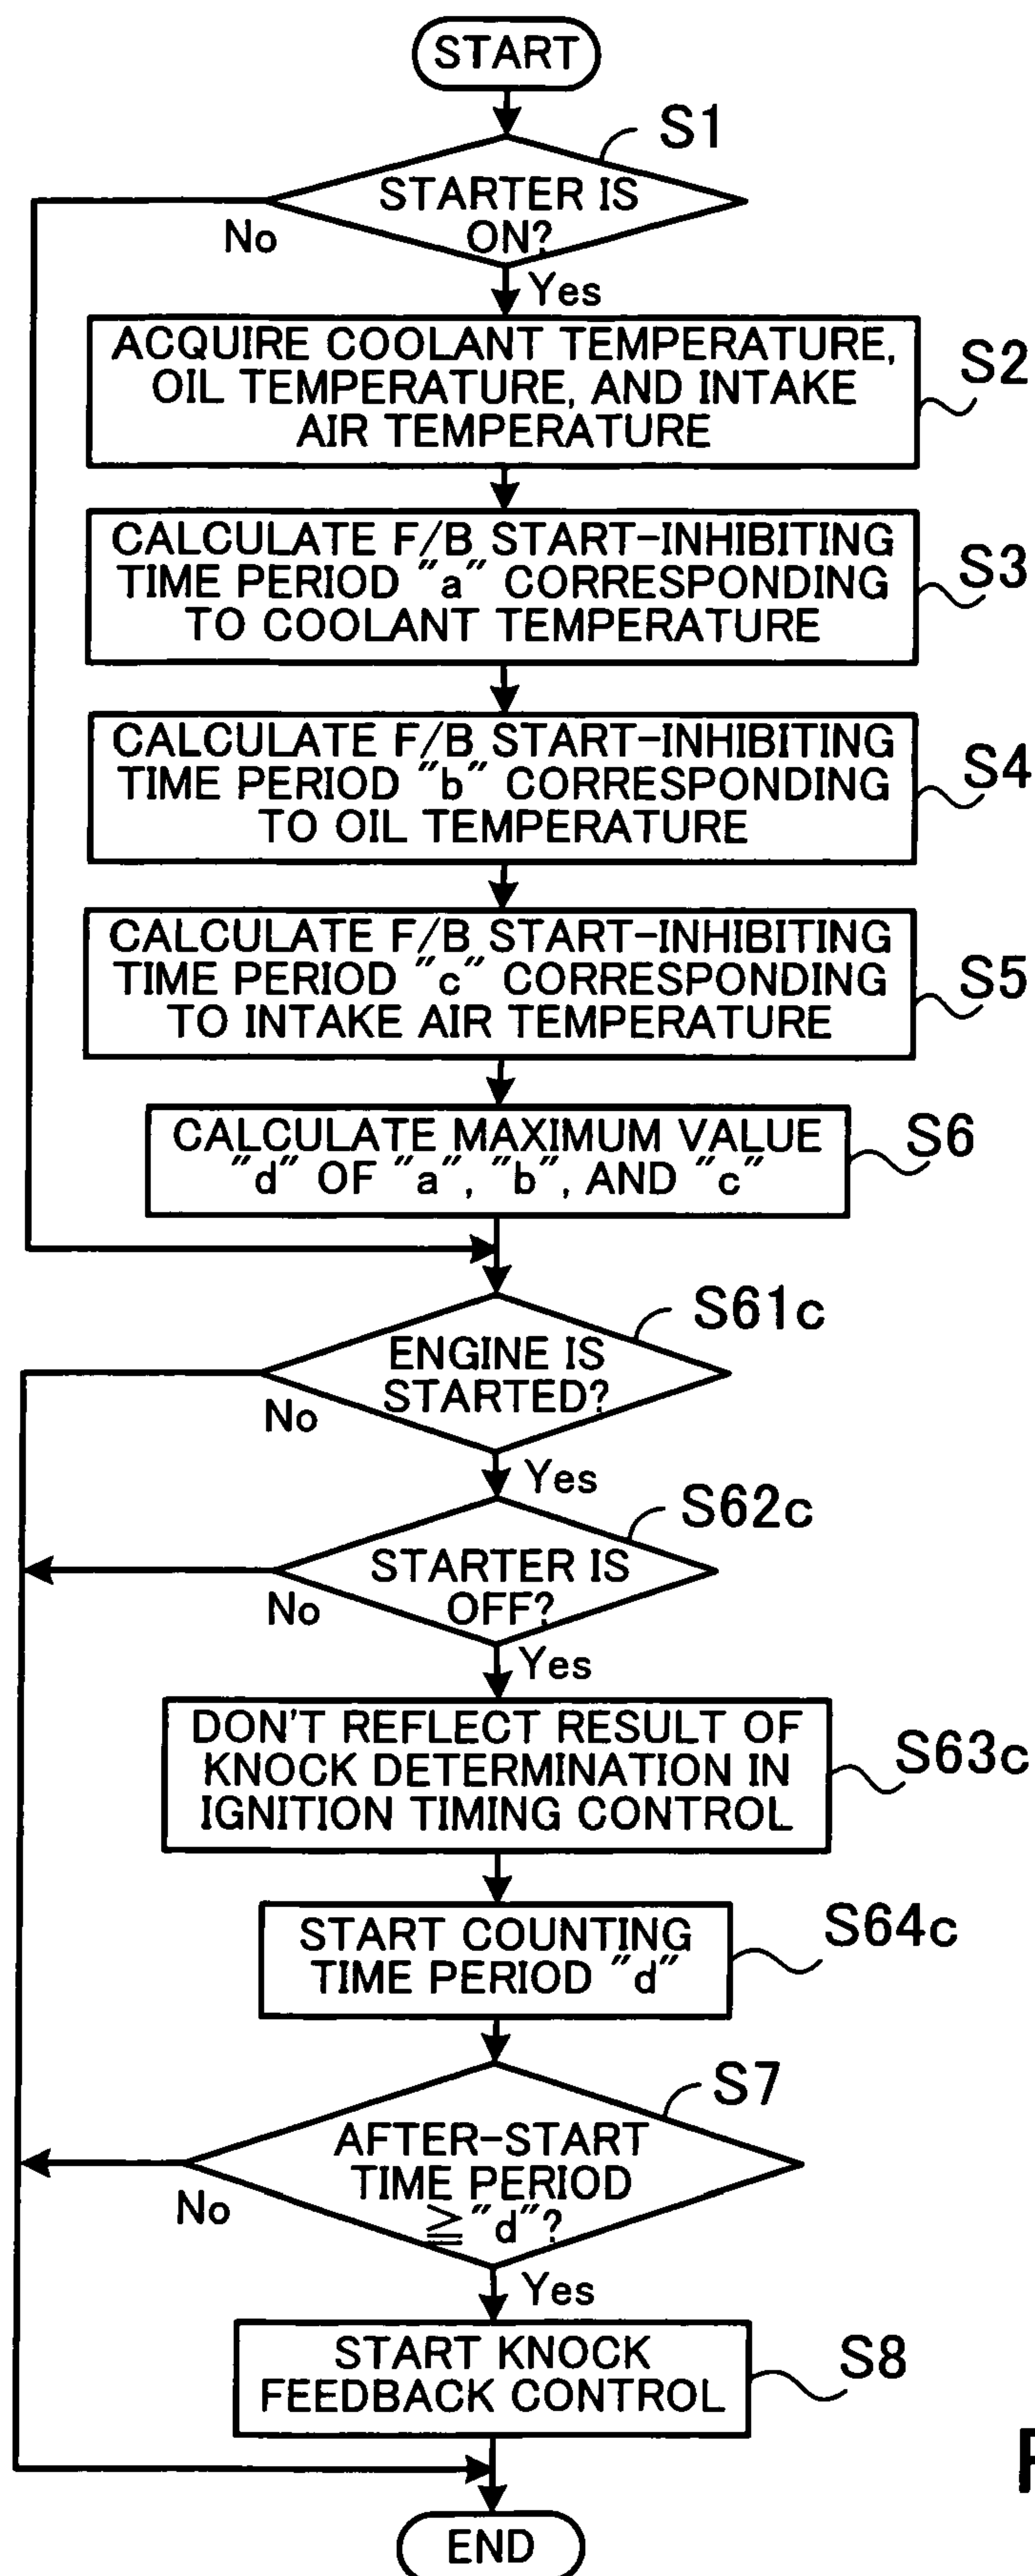 START
S1
STARTER IS
ON?
No
Yes
ACQUIRE COOLANT TEMPERATURE,
OIL TEMPERATURE, AND INTAKE
AIR TEMPERATURE
S2
CALCULATE F/B START-INHIBITING
TIME PERIOD "a" CORRESPONDING
TO COOLANT TEMPERATURE
S3
CALCULATE F/B START-INHIBITING
TIME PERIOD "b" CORRESPONDING
TO OIL TEMPERATURE
S4
CALCULATE F/B START-INHIBITING
TIME PERIOD "c" CORRESPONDING
TO INTAKE AIR TEMPERATURE
S5
CALCULATE MAXIMUM VALUE
"d" OF "a", "b", AND "c"
S6
S61c
ENGINE IS
STARTED?
No
Yes
S62c
STARTER IS
OFF?
No
Yes
DON'T REFLECT RESULT OF
KNOCK DETERMINATION IN
IGNITION TIMING CONTROL
S63c
START COUNTING
TIME PERIOD "d"
S64c
S7
AFTER-START
TIME PERIOD
≧"d"?
No
Yes
START KNOCK
FEEDBACK CONTROL
S8
END